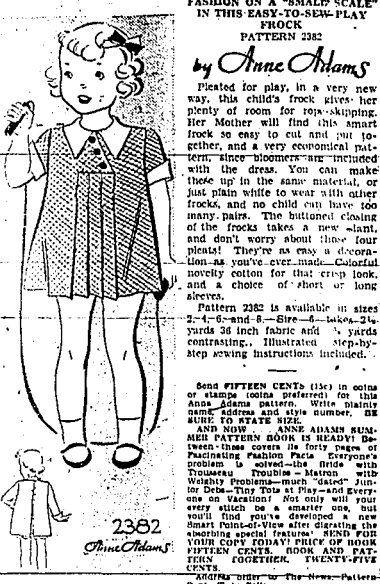 FASHION ON A "SMALL" SCALE"
IN THIS EASY-TO-SEW PLAY
FROCK
PATTERN 2382
by Anne Adams
Pleated for play, in a very new
way, this child's frock gives her
plenty of room for rope-skipping.
Her Mother will find this smart
frock so easy to cut and put to-
gether, and a very economical pat-
tern, since bloomers are included
with the dress. You can make
these up in the same material, or
just plain white to wear with other
frocks, and no child can have too
many pairs. The buttoned closing
of the frocks takes a new slant,
and don't worry about those four
pleats! They're as easy a decora-
tion as you've ever made. Colorful
novelty cotton for that crisp look,
and a choice of short or long
sleeves.
Pattern 2382 is available in sizes
2, 4, 6 and 8. Size 6 takes
yards 36 inch fabric and yards
contrasting. Illustrated step-by-
step sewing instructions included.
Send FIFTEEN CENTS (15c) in coins
or stamps (coins preferred) for this
Anne Adams pattern. Write plainly
name, address and style number. BE
SURE TO STATE SIZE.
AND NOW ANNE ADAMS SUM-
MER PATTERN BOOK IS READY! Be-
tween these covers lie forty pages of
Fascinating Fashion Facts Everyone's
problem is solved—the Bride with
Trousseau Troubles - Matron with
Weighty Problems—much "dated" Jun-
ior Debs—Tiny Tots at Play—and Every-
one on Vacation! Not only will your
every stitch be a smarter one, but
you'll find you've developed a new
Smart Point-of-View after digesting the
absorbing special features! SEND FOR
YOUR COPY TODAY! PRICE OF BOOK
FIFTEEN CENTS. BOOK AND PAT-
TERN TOGETHER, TWENTY-FIVE
CENTS.
Address order to The News, Pattern
2382
Anne Adams